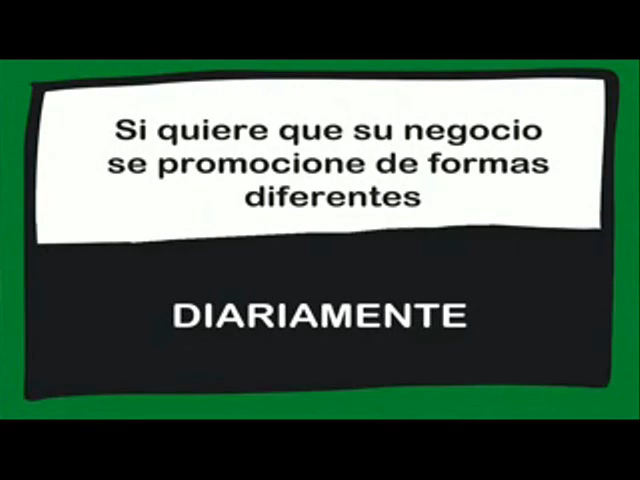 Si quiere que su negocio
se promocione de formas
diferentes
DIARIAMENTE